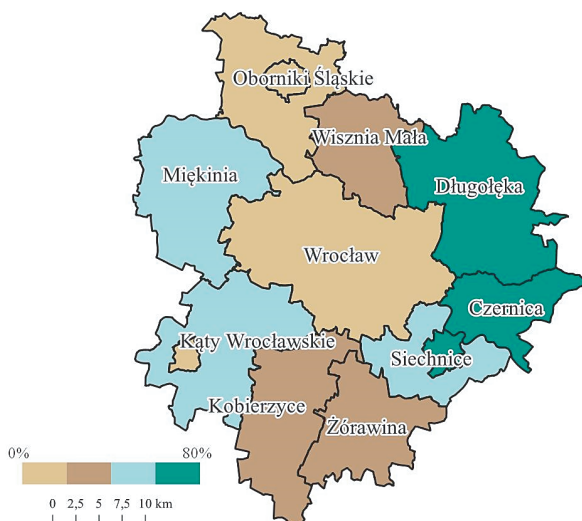 Oborniki Śląskie
Wisznia Mała
Miękinia
Długołęka
Wrocław
Czernica
Kąty Wrocławskie
Siechnice
Kobierzyce
Żórawina
0% 80%
0 2,5 5 7,5 10 km